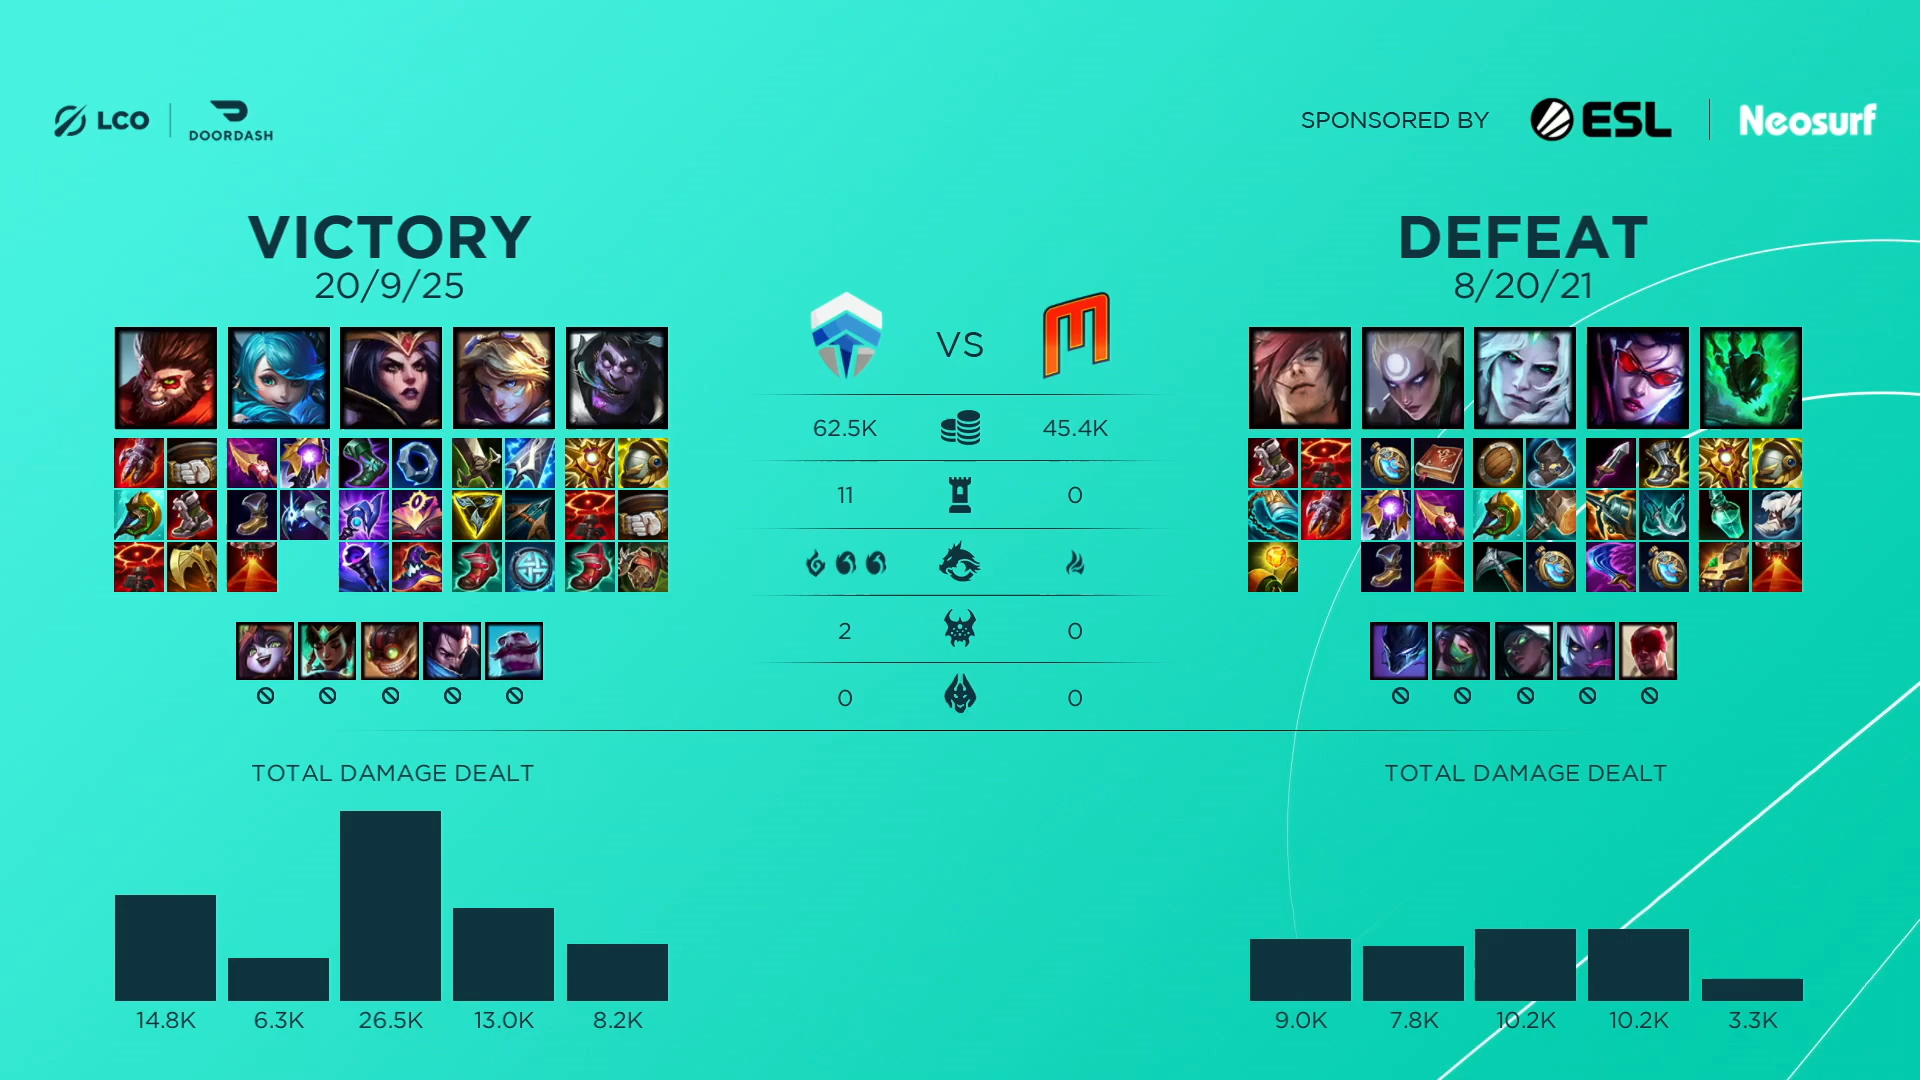 LCO
DOORDASH
SPONSORED BY
ESL
Neosurf
VICTORY
20/9/25
DEFEAT
8/20/21
VS
62.5K
45.4K
11
0
2
0
0
0
TOTAL DAMAGE DEALT
14.8K
6.3K
26.5K
13.0K
8.2K
TOTAL DAMAGE DEALT
9.0K
7.8K
10.2K
10.2K
3.3K